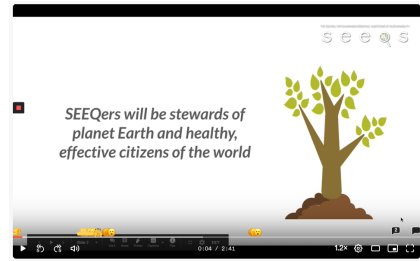 seeqs
SEEQers will be stewards of
planet Earth and healthy,
effective citizens of the world
0:04 / 2:41
1.2×